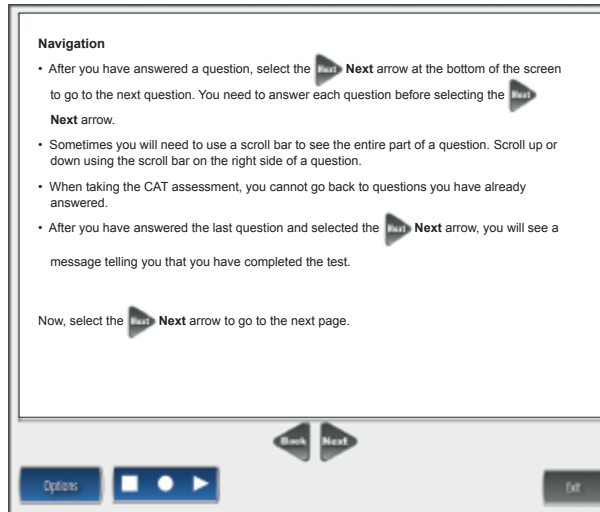 Navigation
• After you have answered a question, select the Next Next arrow at the bottom of the screen
to go to the next question. You need to answer each question before selecting the Next
Next arrow.
• Sometimes you will need to use a scroll bar to see the entire part of a question. Scroll up or
down using the scroll bar on the right side of a question.
• When taking the CAT assessment, you cannot go back to questions you have already
answered.
• After you have answered the last question and selected the Next Next arrow, you will see a
message telling you that you have completed the test.
Now, select the Next Next arrow to go to the next page.
Back Next
Options Exit